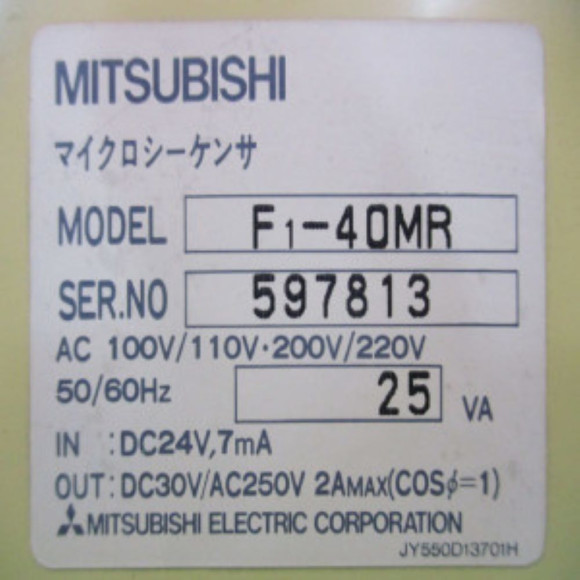 MITSUBISHI
マイクロシーケンサ
MODEL F1-40MR
SER.NO 597813
AC 100V/110V·200V/220V
50/60Hz 25 VA
IN :DC24V,7mA
OUT:DC30V/AC250V 2AMAX(COSφ=1)
MITSUBISHI ELECTRIC CORPORATION
JY550D13701H